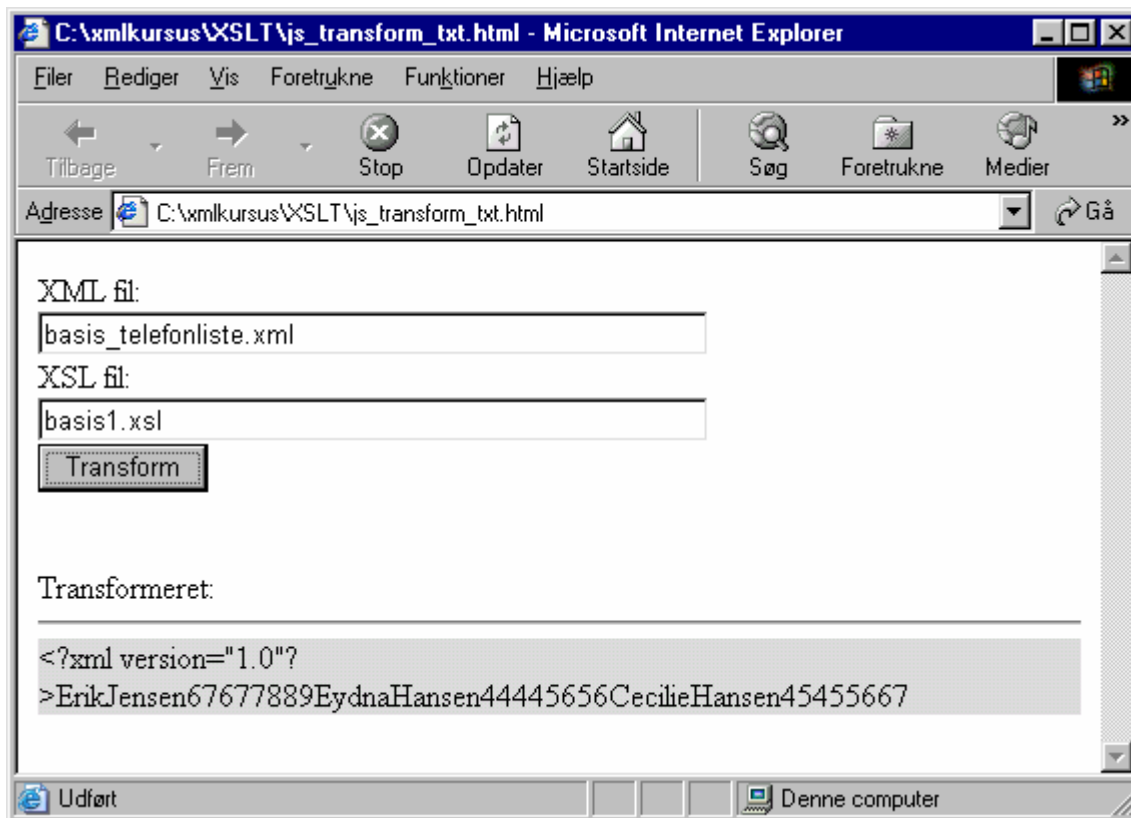 C:\xmlkursus\XSLT\js_transform_txt.html - Microsoft Internet Explorer
Filer Rediger Vis Foretrukne Funktioner Hjælp
Tilbage Frem Stop Opdater Startside Søg Foretrukne Medier »
Adresse C:\xmlkursus\XSLT\js_transform_txt.html Gå
XML fil:
basis_telefonliste.xml
XSL fil:
basis1.xsl
Transform
Transformeret:
<?xml version="1.0"?
>ErikJensen67677889EydnaHansen44445656CecilieHansen45455667
Udført Denne computer